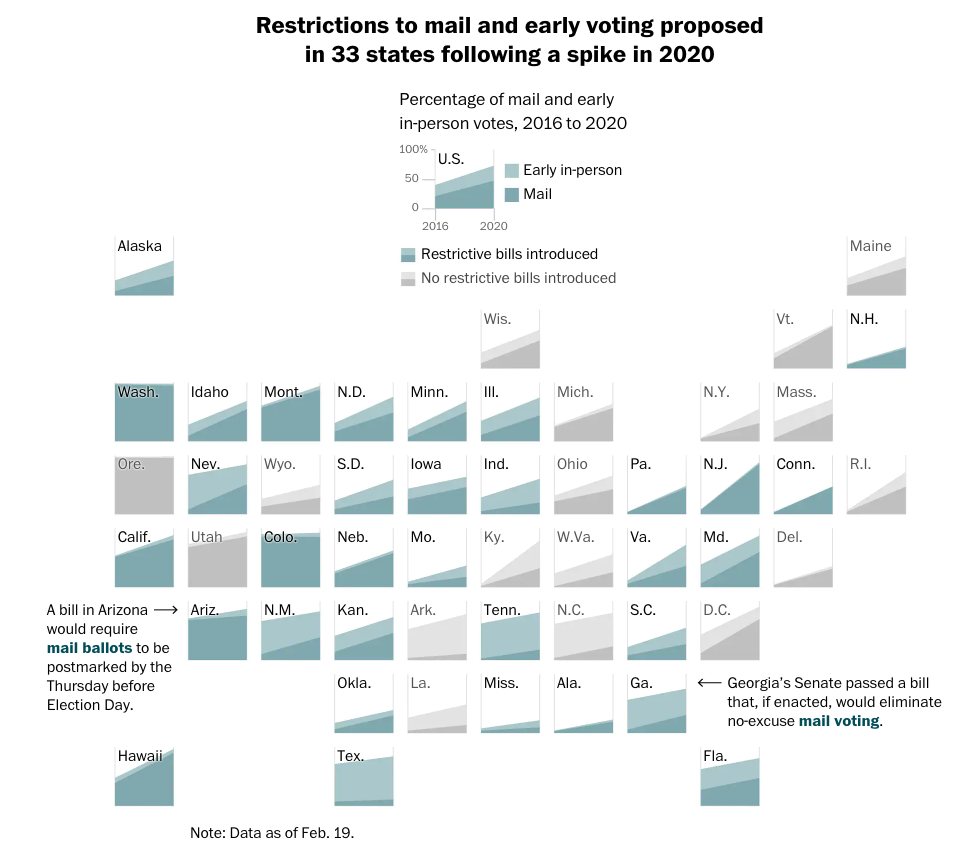 Restrictions to mail and early voting proposed
in 33 states following a spike in 2020
Percentage of mail and early
in-person votes, 2016 to 2020
100%
U.S.
50
0
2016
2020
Early in-person
Mail
Restrictive bills introduced
No restrictive bills introduced
Alaska
Maine
Wis.
Vt.
N.H.
Wash.
Idaho
Mont.
N.D.
Minn.
Ill.
Mich.
N.Y.
Mass.
Ore.
Nev.
Wyo.
S.D.
Iowa
Ind.
Ohio
Pa.
N.J.
Conn.
R.I.
Calif.
Utah
Colo.
Neb.
Mo.
Ky.
W.Va.
Va.
Md.
Del.
A bill in Arizona
would require
mail ballots to be
postmarked by the
Thursday before
Election Day.
Ariz.
N.M.
Kan.
Ark.
Tenn.
N.C.
S.C.
D.C.
Okla.
La.
Miss.
Ala.
Ga.
Georgia’s Senate passed a bill
that, if enacted, would eliminate
no-excuse mail voting.
Hawaii
Tex.
Fla.
Note: Data as of Feb. 19.